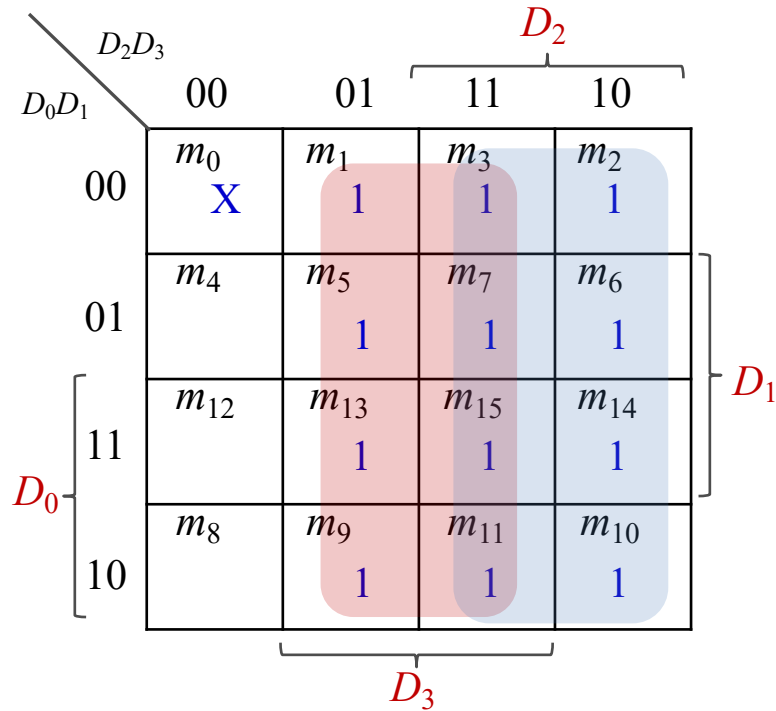 D₂
D₂D₃
D₀D₁
00 01 11 10
00 m₀ m₁ m₃ m₂
X 1 1 1
01 m₄ m₅ m₇ m₆
1 1 1
D₁
11 m₁₂ m₁₃ m₁₅ m₁₄
1 1 1
D₀
10 m₈ m₉ m₁₁ m₁₀
1 1 1
D₃